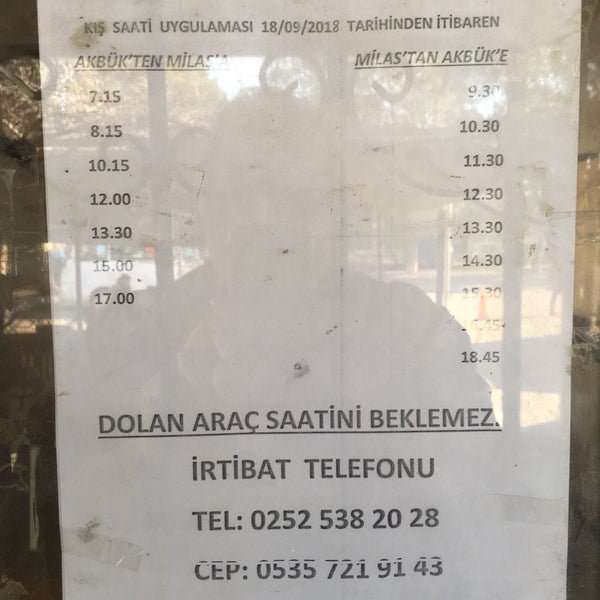 KIŞ SAATİ UYGULAMASI 18/09/2018 TARİHİNDEN İTİBAREN
AKBÜK'TEN MİLAS'A MİLAS'TAN AKBÜK'E
7.15 9.30
8.15 10.30
10.15 11.30
12.00 12.30
13.30 13.30
15.00 14.30
17.00 15.30
18.45
DOLAN ARAÇ SAATİNİ BEKLEMEZ.
İRTİBAT TELEFONU
TEL: 0252 538 20 28
CEP: 0535 721 91 43